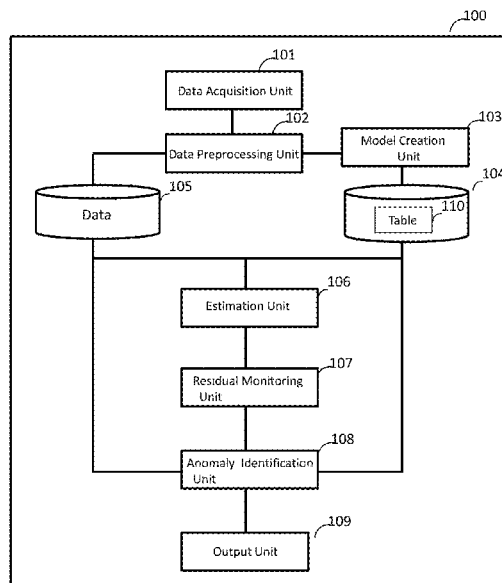 100
101
Data Acquisition Unit
102
Data Preprocessing Unit
103
Model Creation
Unit
105
Data
104
110
Table
106
Estimation Unit
107
Residual Monitoring
Unit
108
Anomaly Identification
Unit
109
Output Unit